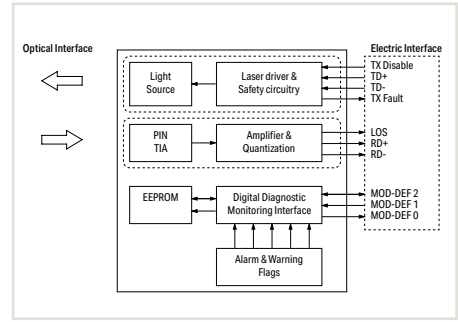 Optical Interface
Electric Interface
Light
Source
Laser driver &
Safety circuitry
TX Disable
TD+
TD-
TX Fault
PIN
TIA
Amplifier &
Quantization
LOS
RD+
RD-
EEPROM
Digital Diagnostic
Monitoring Interface
MOD-DEF 2
MOD-DEF 1
MOD-DEF 0
Alarm & Warning
Flags